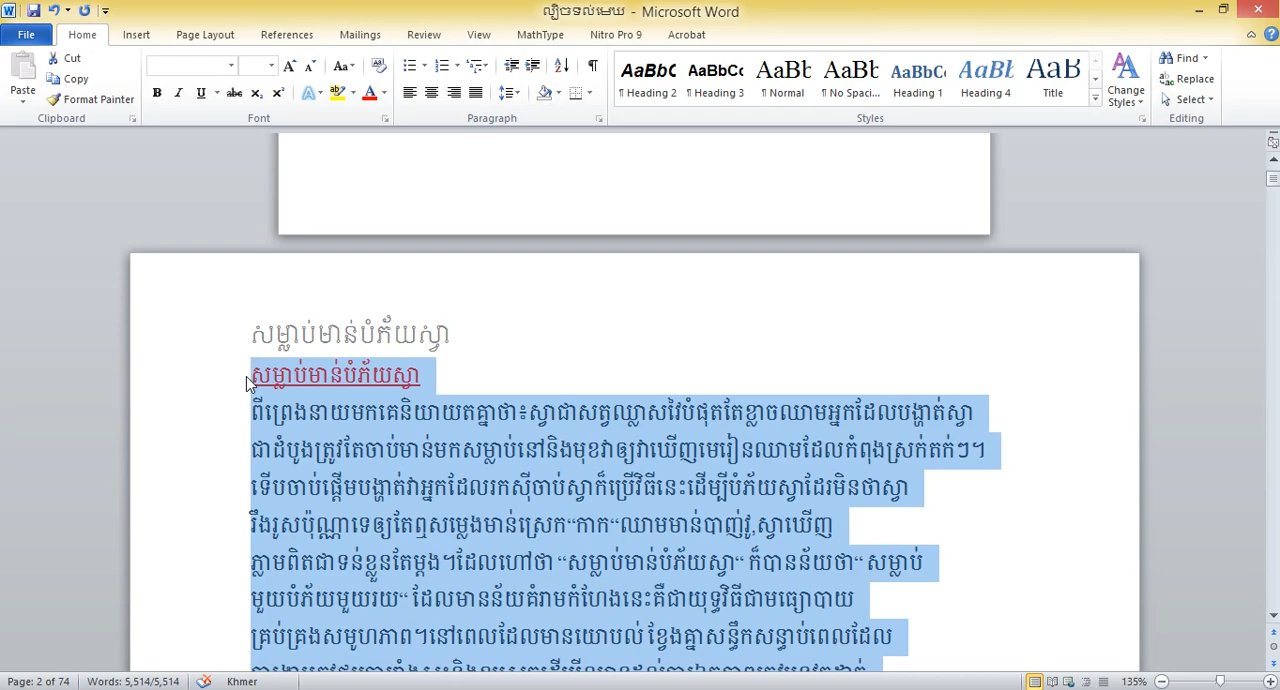 ល្បិចទល់មេឃ - Microsoft Word
File Home Insert Page Layout References Mailings Review View MathType Nitro Pro 9 Acrobat
Cut
Copy
Format Painter
Paste
Clipboard
Font
Paragraph
AaBbC AaBbCc AaBb AaBb AaBbC AaBb AaB
¶ Heading 2 ¶ Heading 3 ¶ Normal ¶ No Spaci... Heading 1 Heading 4 Title
Change Styles
Styles
Find
Replace
Select
Editing
សម្លាប់មាន់បំភ័យស្វា
សម្លាប់មាន់បំភ័យស្វា
ពីព្រេងនាយមកគេនិយាយតគ្នាថា៖ស្វាជាសត្វឈ្លាសវៃបំផុតតែខ្លាចឈាមអ្នកដែលបង្ហាត់ស្វា
ជាដំបូងត្រូវតែចាប់មាន់មកសម្លាប់នៅនិងមុខវាឲ្យវាឃើញមេរៀនឈាមដែលកំពុងស្រក់តក់ៗ។
ទើបចាប់ផ្តើមបង្ហាត់វាអ្នកដែលរកស៊ីចាប់ស្វាក៏ប្រើវិធីនេះដើម្បីបំភ័យស្វាដែរមិនថាស្វា
រឹងរូសប៉ុណ្ណាទេឲ្យតែឮសម្លេងមាន់ស្រេក“កាក“ឈាមមាន់បាញ់វូ,ស្វាឃើញ
ភ្លាមពិតជាទន់ខ្លួនតែម្តង។ដែលហៅថា “សម្លាប់មាន់បំភ័យស្វា“ ក៏បានន័យថា“ សម្លាប់
មួយបំភ័យមួយរយ“ ដែលមានន័យគំរាមកំហែងនេះគឺជាយុទ្ធវិធីជាមធ្យោបាយ
គ្រប់គ្រងសមូហភាព។នៅពេលដែលមានយោបល់ ខ្វែងគ្នាសន្ធឹកសន្ធាប់ពេលដែល
Page: 2 of 74 Words: 5,514/5,514 Khmer 135%